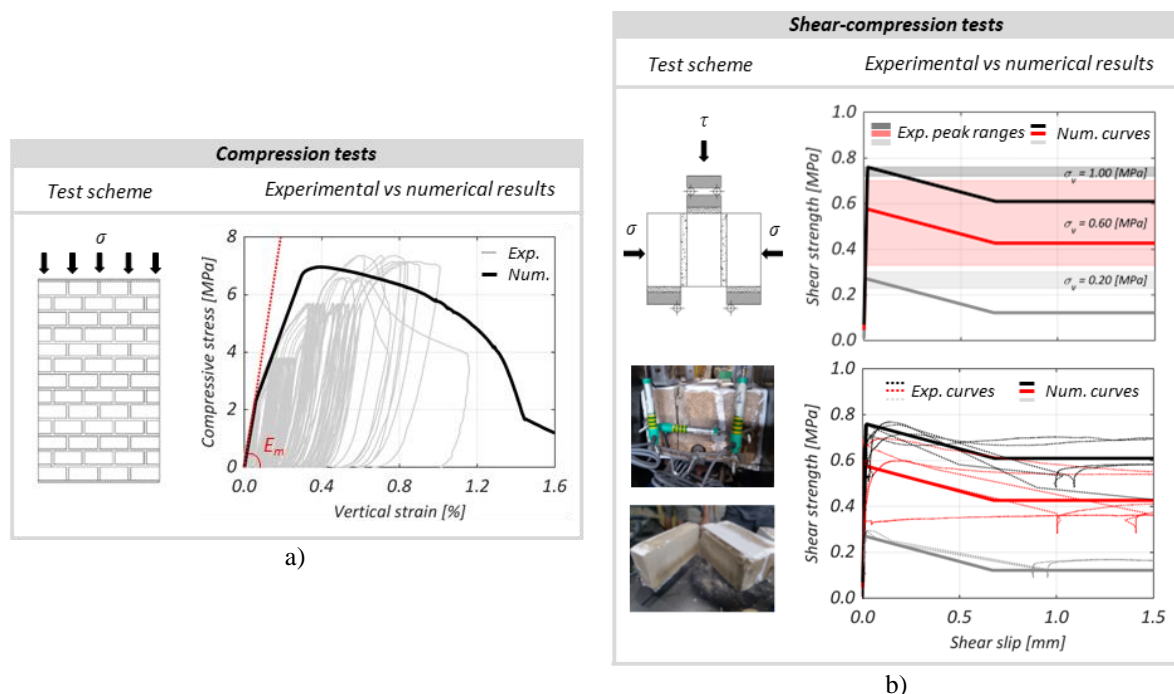 Compression tests
Test scheme
Experimental vs numerical results
σ
8
6
4
2
0
Compressive stress [MPa]
Exp.
Num.
E_m
0.0
0.4
0.8
1.2
1.6
Vertical strain [%]
a)
Shear-compression tests
Test scheme
Experimental vs numerical results
τ
σ
σ
1.0
0.8
0.6
0.4
0.2
0.0
Shear strength [MPa]
Exp. peak ranges
Num. curves
σ_v = 1.00 [MPa]
σ_v = 0.60 [MPa]
σ_v = 0.20 [MPa]
1.0
0.8
0.6
0.4
0.2
0.0
Shear strength [MPa]
Exp. curves
Num. curves
0.0
0.5
1.0
1.5
Shear slip [mm]
b)